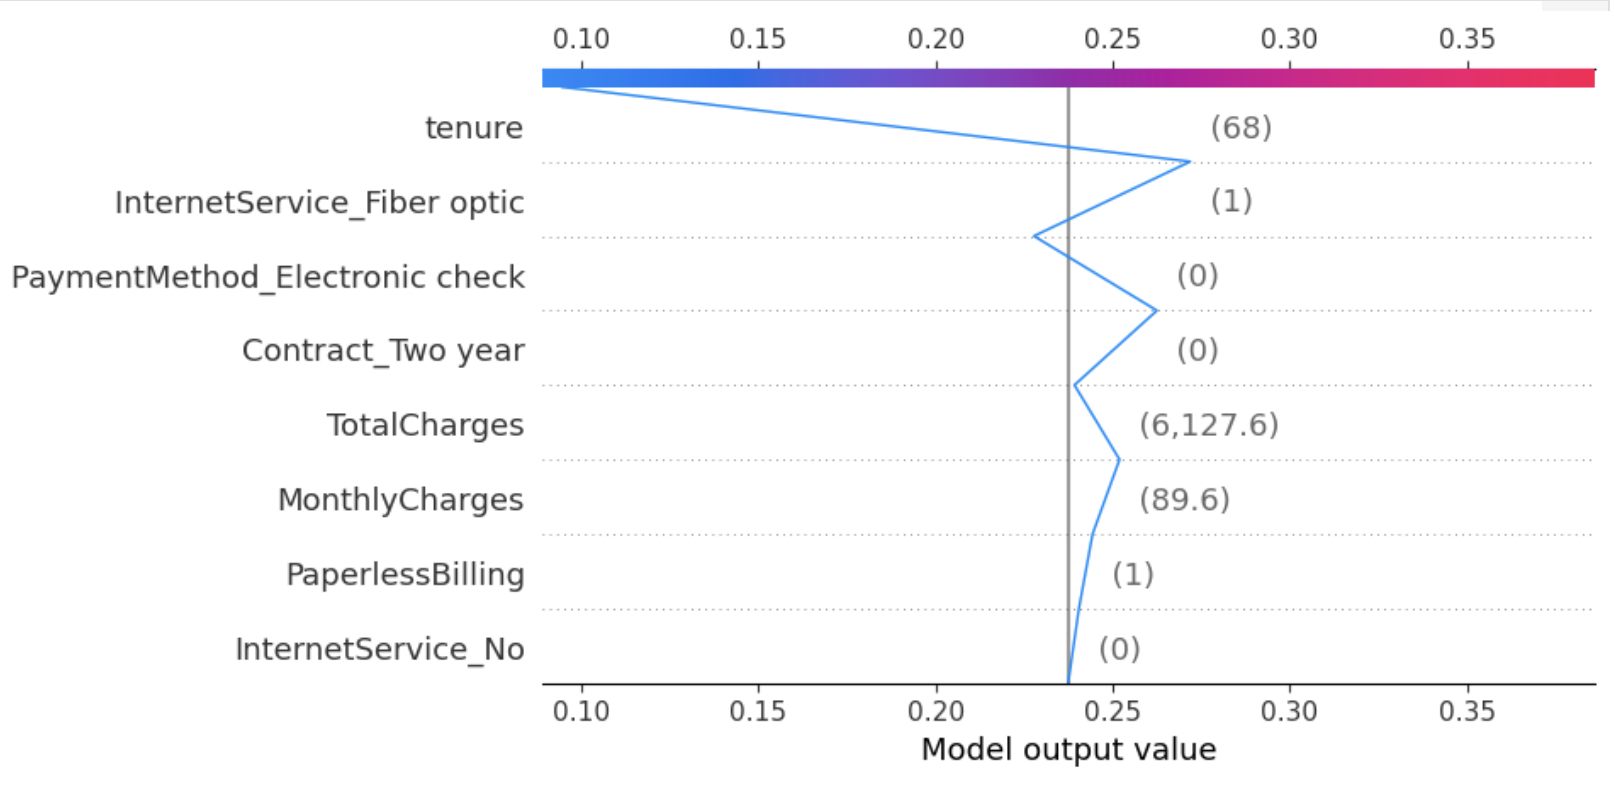 0.10 0.15 0.20 0.25 0.30 0.35
tenure (68)
InternetService_Fiber optic (1)
PaymentMethod_Electronic check (0)
Contract_Two year (0)
TotalCharges (6,127.6)
MonthlyCharges (89.6)
PaperlessBilling (1)
InternetService_No (0)
0.10 0.15 0.20 0.25 0.30 0.35
Model output value